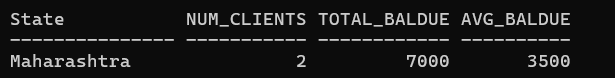 State           NUM_CLIENTS TOTAL_BALDUE AVG_BALDUE
--------------- ----------- ------------ ----------
Maharashtra               2         7000       3500